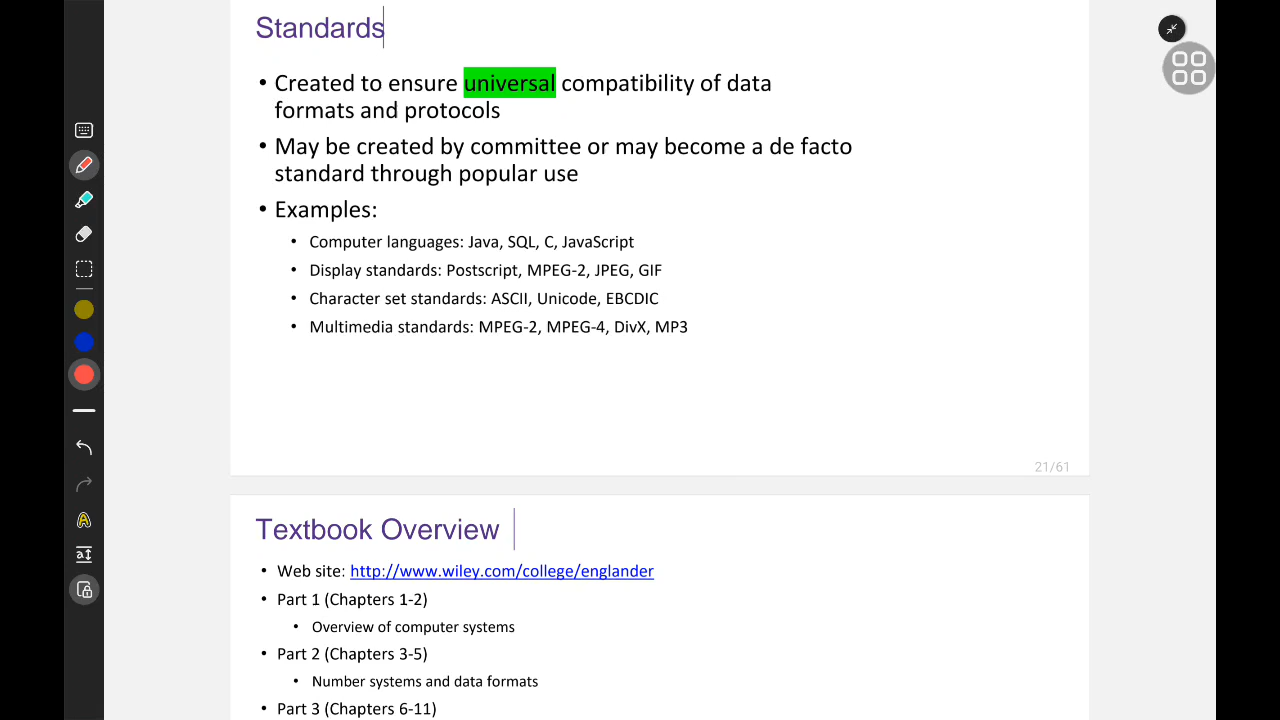 Standards
• Created to ensure universal compatibility of data
formats and protocols
• May be created by committee or may become a de facto
standard through popular use
• Examples:
• Computer languages: Java, SQL, C, JavaScript
• Display standards: Postscript, MPEG-2, JPEG, GIF
• Character set standards: ASCII, Unicode, EBCDIC
• Multimedia standards: MPEG-2, MPEG-4, DivX, MP3
21/61
Textbook Overview
• Web site: http://www.wiley.com/college/englander
• Part 1 (Chapters 1-2)
• Overview of computer systems
• Part 2 (Chapters 3-5)
• Number systems and data formats
• Part 3 (Chapters 6-11)
A
a